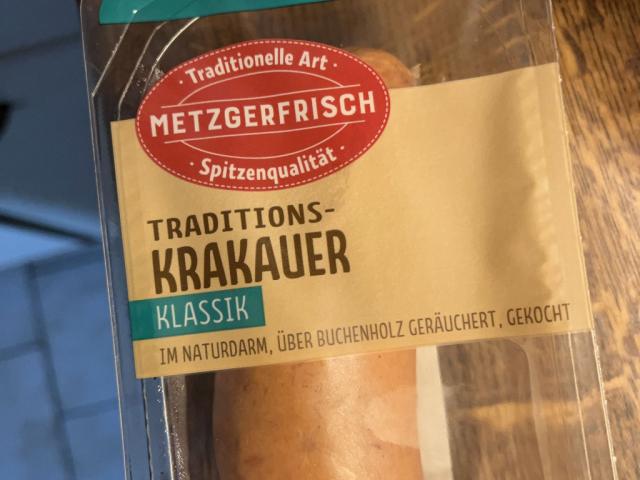 · Traditionelle Art ·
METZGERFRISCH
· Spitzenqualität ·
TRADITIONS-
KRAKAUER
KLASSIK
IM NATURDARM, ÜBER BUCHENHOLZ GERÄUCHERT, GEKOCHT